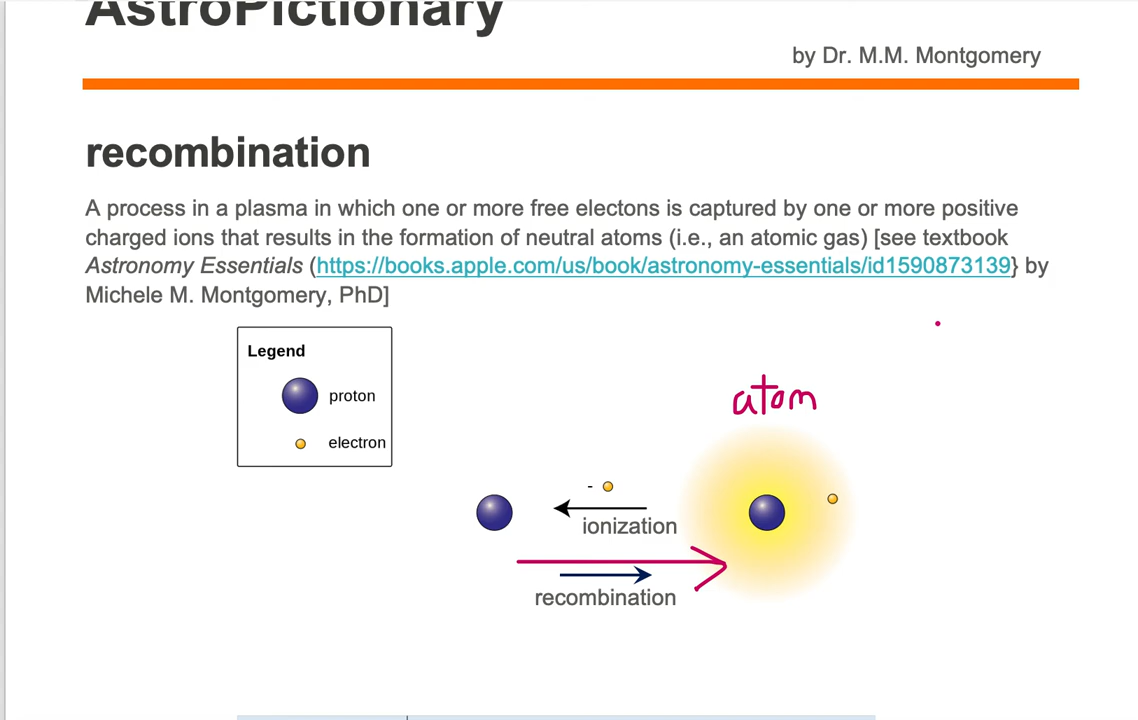 AstroPictionary
by Dr. M.M. Montgomery
recombination
A process in a plasma in which one or more free electons is captured by one or more positive
charged ions that results in the formation of neutral atoms (i.e., an atomic gas) [see textbook
Astronomy Essentials (https://books.apple.com/us/book/astronomy-essentials/id1590873139} by
Michele M. Montgomery, PhD]
Legend
proton
electron
atom
-
ionization
recombination